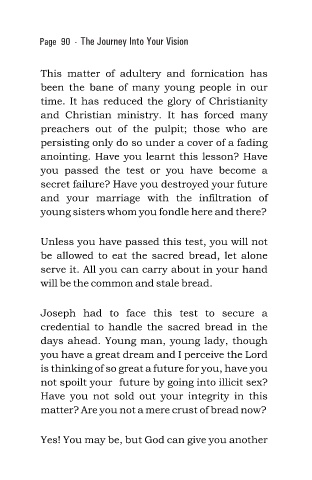 Page 90 - The Journey Into Your Vision
This matter of adultery and fornication has
been the bane of many young people in our
time. It has reduced the glory of Christianity
and Christian ministry. It has forced many
preachers out of the pulpit; those who are
persisting only do so under a cover of a fading
anointing. Have you learnt this lesson? Have
you passed the test or you have become a
secret failure? Have you destroyed your future
and your marriage with the infiltration of
young sisters whom you fondle here and there?
Unless you have passed this test, you will not
be allowed to eat the sacred bread, let alone
serve it. All you can carry about in your hand
will be the common and stale bread.
Joseph had to face this test to secure a
credential to handle the sacred bread in the
days ahead. Young man, young lady, though
you have a great dream and I perceive the Lord
is thinking of so great a future for you, have you
not spoilt your future by going into illicit sex?
Have you not sold out your integrity in this
matter? Are you not a mere crust of bread now?
Yes! You may be, but God can give you another